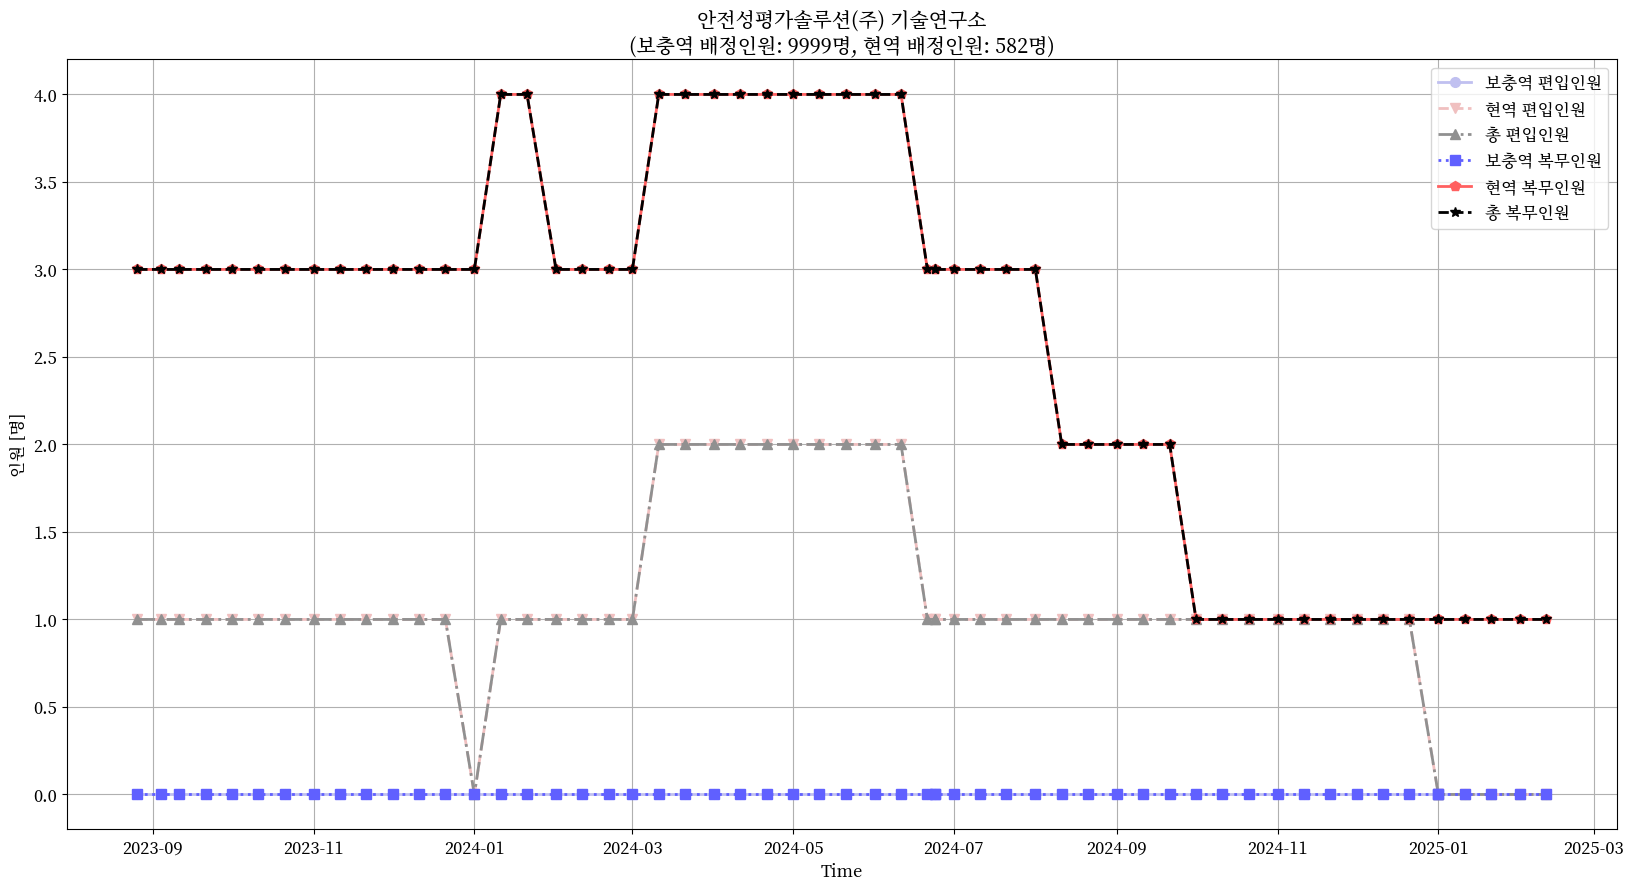 안전성평가솔루션(주) 기술연구소
(보충역 배정인원: 9999명, 현역 배정인원: 582명)
보충역 편입인원
현역 편입인원
총 편입인원
보충역 복무인원
현역 복무인원
총 복무인원
4.0
3.5
3.0
2.5
2.0
1.5
1.0
0.5
0.0
인원 [명]
2023-09
2023-11
2024-01
2024-03
2024-05
2024-07
2024-09
2024-11
2025-01
2025-03
Time